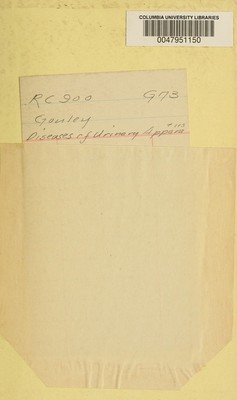 COLUMBIA UNIVERSITY LIBRARIES
0047951150
RC900 G73
Gouley
Diseases of Urinary Appara